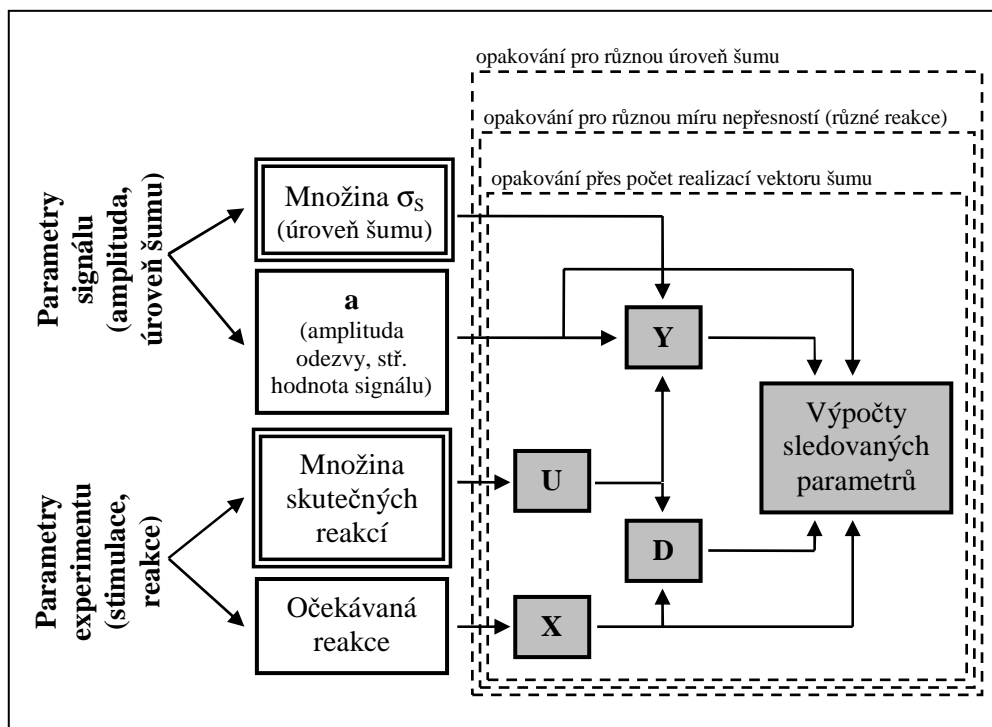 opakování pro různou úroveň šumu
opakování pro různou míru nepřesností (různé reakce)
opakování přes počet realizací vektoru šumu
Parametry
signálu
(amplituda,
úroveň šumu)
Množina σS
(úroveň šumu)
a
(amplituda
odezvy, stř.
hodnota signálu)
Y
Výpočty
sledovaných
parametrů
Parametry
experimentu
(stimulace,
reakce)
Množina
skutečných
reakcí
U
D
Očekávaná
reakce
X